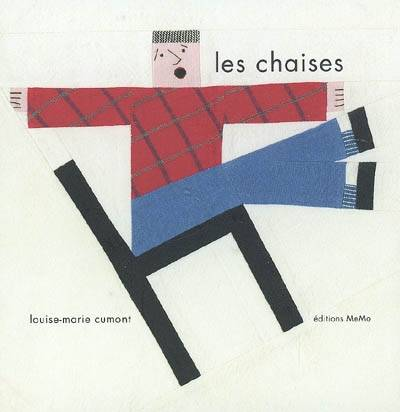 les chaises
louise-marie cumont
éditions MeMo